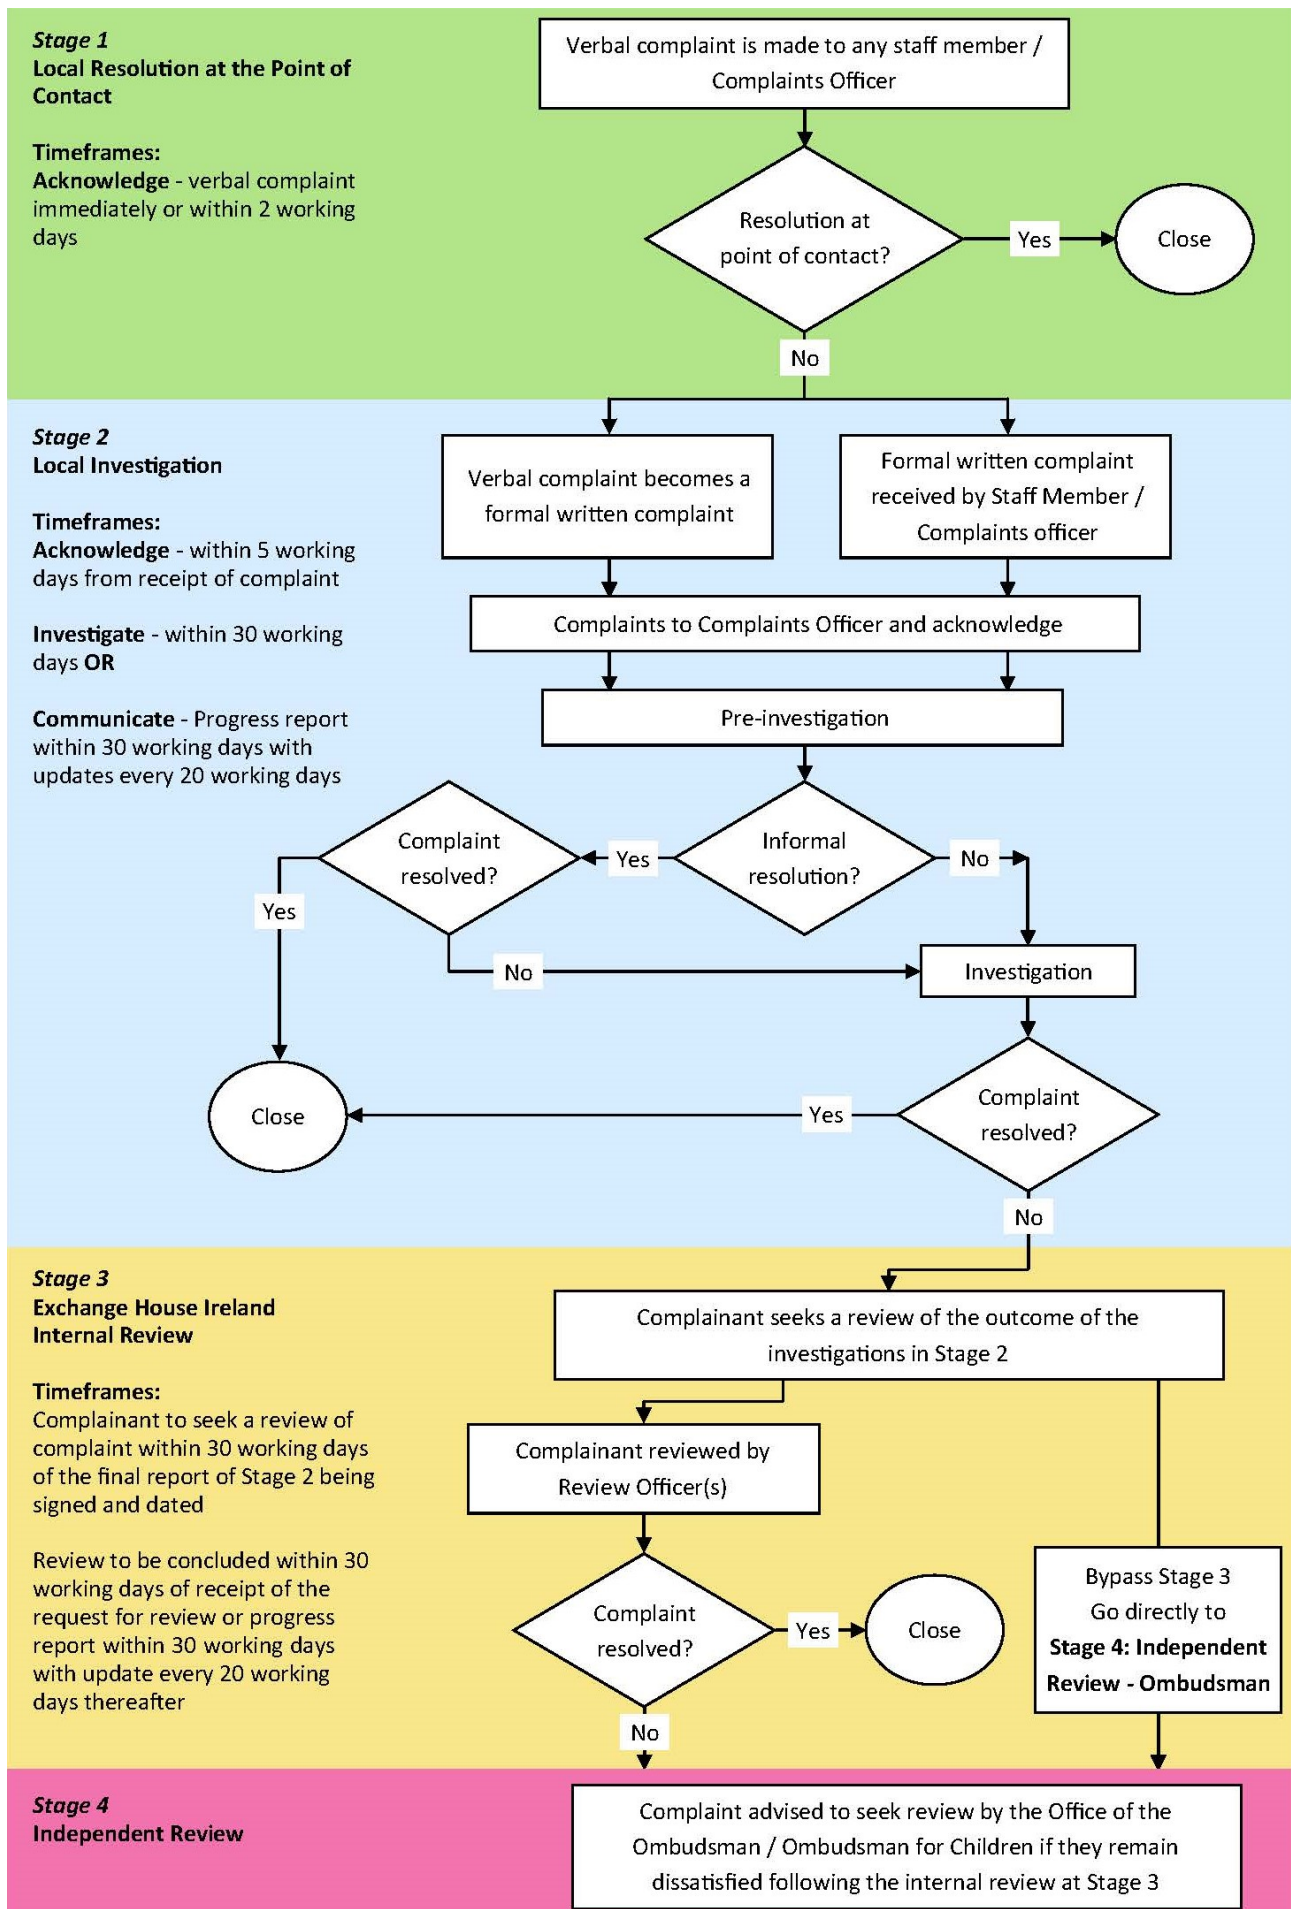 Stage 1
Local Resolution at the Point of
Contact
Timeframes:
Acknowledge - verbal complaint
immediately or within 2 working
days
Verbal complaint is made to any staff member /
Complaints Officer
Resolution at
point of contact?
Yes
Close
No
Stage 2
Local Investigation
Timeframes:
Acknowledge - within 5 working
days from receipt of complaint
Investigate - within 30 working
days OR
Communicate - Progress report
within 30 working days with
updates every 20 working days
Verbal complaint becomes a
formal written complaint
Formal written complaint
received by Staff Member /
Complaints officer
Complaints to Complaints Officer and acknowledge
Pre-investigation
Complaint
resolved?
Yes
Informal
resolution?
No
Yes
No
Investigation
Close
Yes
Complaint
resolved?
No
Stage 3
Exchange House Ireland
Internal Review
Timeframes:
Complainant to seek a review of
complaint within 30 working days
of the final report of Stage 2 being
signed and dated
Review to be concluded within 30
working days of receipt of the
request for review or progress
report within 30 working days
with update every 20 working
days thereafter
Complainant seeks a review of the outcome of the
investigations in Stage 2
Complainant reviewed by
Review Officer(s)
Complaint
resolved?
Yes
Close
No
Bypass Stage 3
Go directly to
Stage 4: Independent
Review - Ombudsman
Stage 4
Independent Review
Complaint advised to seek review by the Office of the
Ombudsman / Ombudsman for Children if they remain
dissatisfied following the internal review at Stage 3